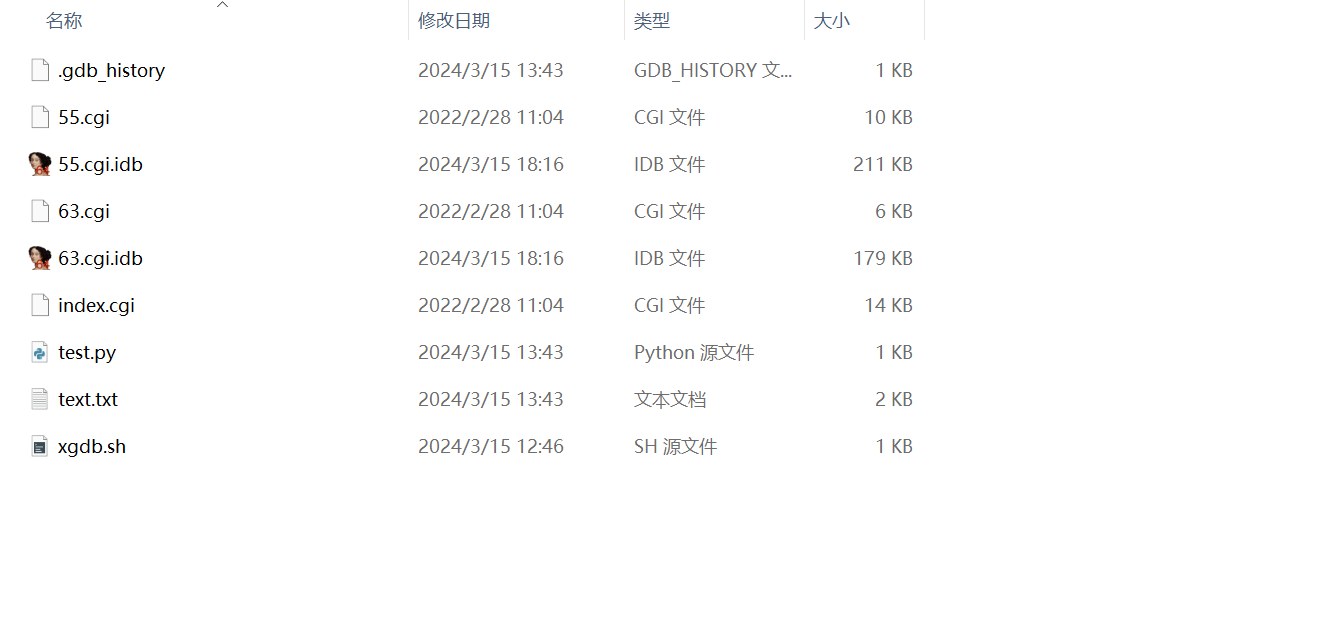 名称 修改日期 类型 大小
.gdb_history 2024/3/15 13:43 GDB_HISTORY 文... 1 KB
55.cgi 2022/2/28 11:04 CGI 文件 10 KB
55.cgi.idb 2024/3/15 18:16 IDB 文件 211 KB
63.cgi 2022/2/28 11:04 CGI 文件 6 KB
63.cgi.idb 2024/3/15 18:16 IDB 文件 179 KB
index.cgi 2022/2/28 11:04 CGI 文件 14 KB
test.py 2024/3/15 13:43 Python 源文件 1 KB
text.txt 2024/3/15 13:43 文本文档 2 KB
xgdb.sh 2024/3/15 12:46 SH 源文件 1 KB